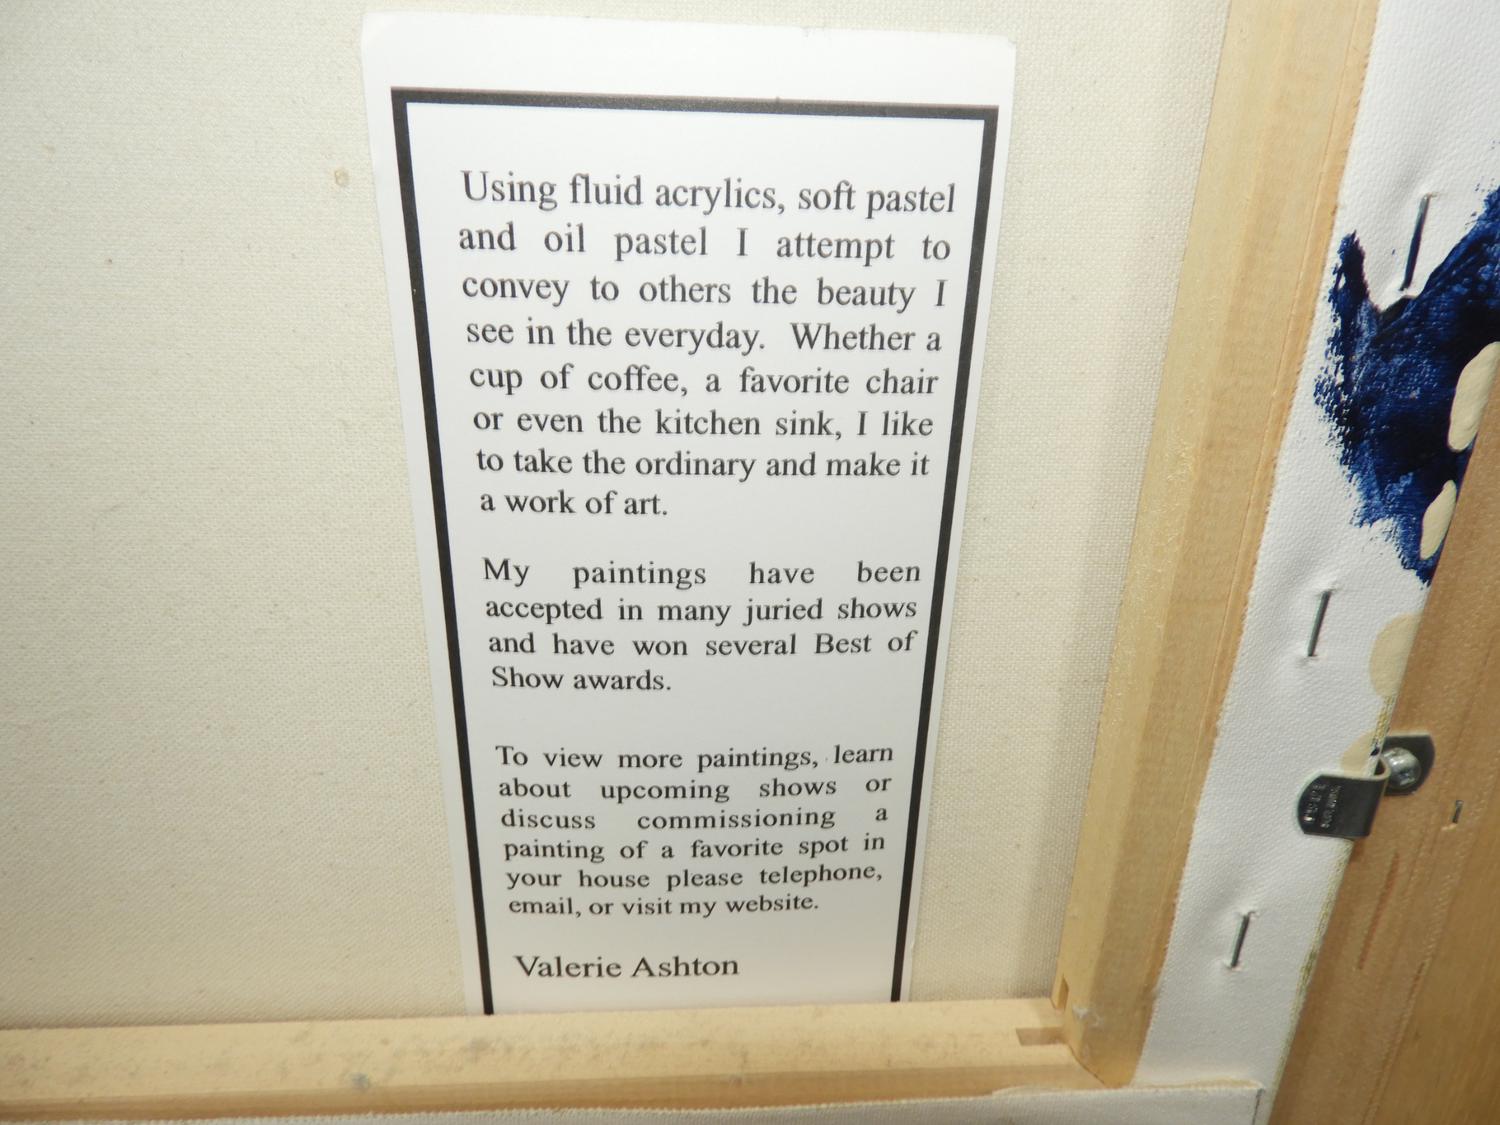 Using fluid acrylics, soft pastel
and oil pastel I attempt to
convey to others the beauty I
see in the everyday. Whether a
cup of coffee, a favorite chair
or even the kitchen sink, I like
to take the ordinary and make it
a work of art.
My paintings have been
accepted in many juried shows
and have won several Best of
Show awards.
To view more paintings, learn
about upcoming shows or
discuss commissioning a
painting of a favorite spot in
your house please telephone,
email, or visit my website.
Valerie Ashton